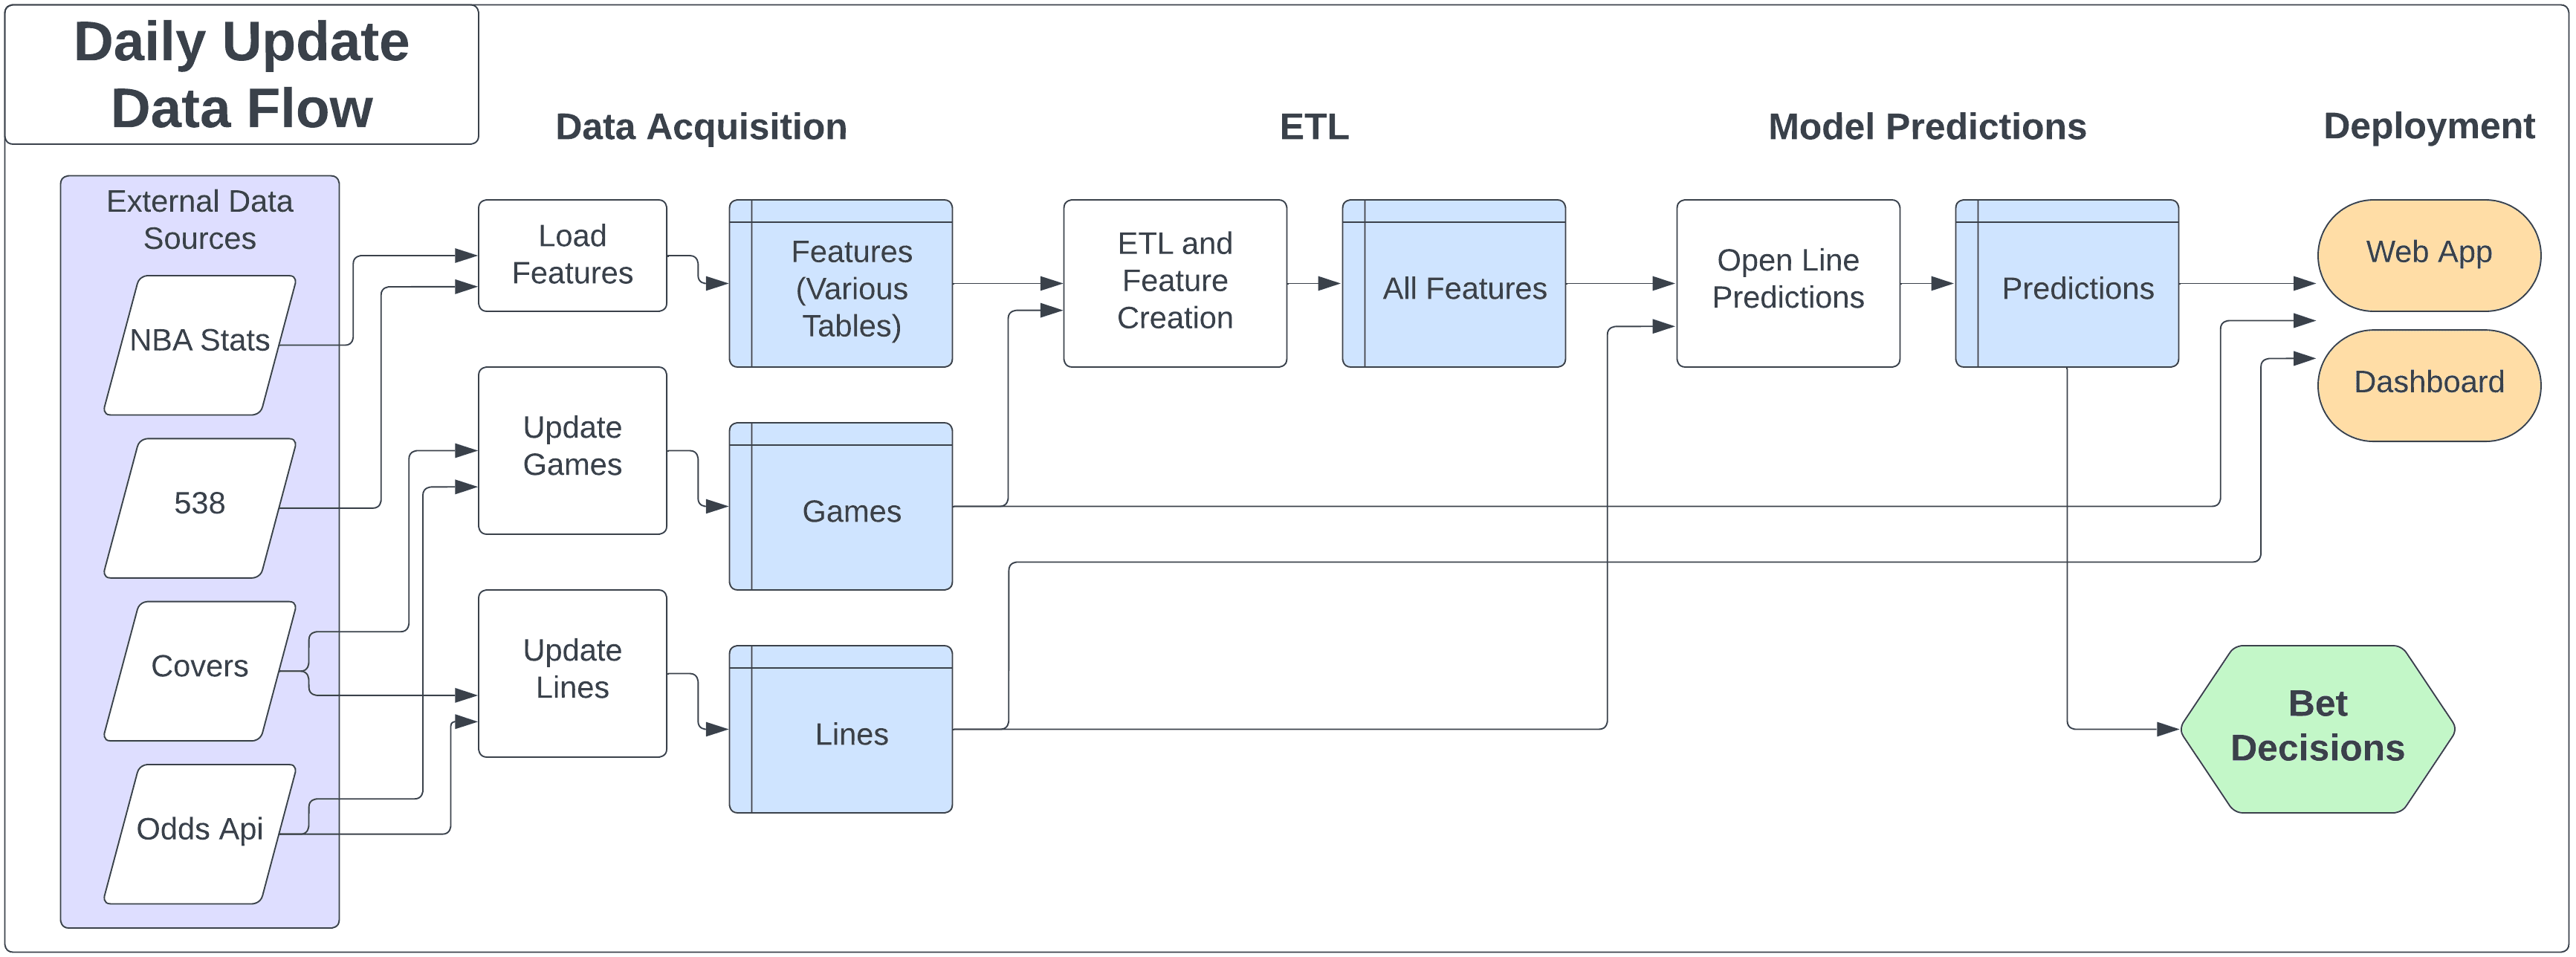 Daily Update
Data Flow
Data Acquisition
ETL
Model Predictions
Deployment
External Data
Sources
NBA Stats
538
Covers
Odds Api
Load
Features
Update
Games
Update
Lines
Features
(Various
Tables)
Games
Lines
ETL and
Feature
Creation
All Features
Open Line
Predictions
Predictions
Web App
Dashboard
Bet
Decisions